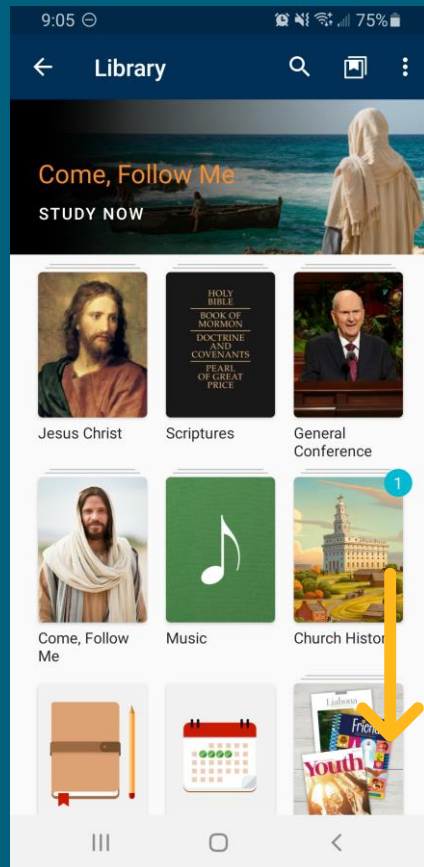 9:05
75%
Library
Come, Follow Me
STUDY NOW
HOLY
BIBLE
BOOK OF
MORMON
DOCTRINE
AND
COVENANTS
PEARL
OF GREAT
PRICE
Jesus Christ
Scriptures
General
Conference
1
Come, Follow
Me
Music
Church Histor
Liahona
Friend
Youth